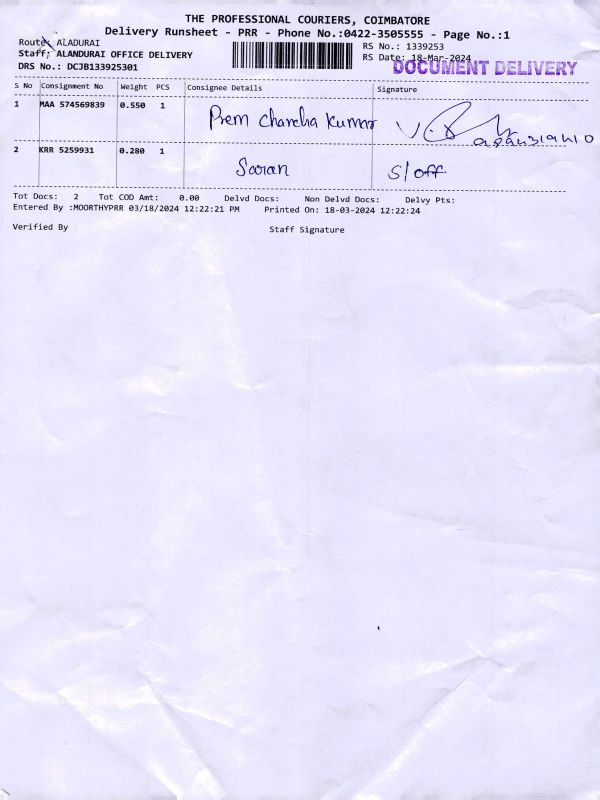 THE PROFESSIONAL COURIERS, COIMBATORE
Delivery Runsheet - PRR - Phone No.:0422-3505555 - Page No.:1
Route: ALADURAI
RS No.: 1339253
Staff: ALANDURAI OFFICE DELIVERY
RS Date: 18-Mar-2024
DOCUMENT DELIVERY
DRS No.: DCJB133925301
S No Consignment No Weight PCS Consignee Details Signature
1 MAA 574569839 0.550 1 Prem Chandra Kumar
2 KRR 5259931 0.280 1 Saran S/off
Tot Docs: 2 Tot COD Amt: 0.00 Delvd Docs: Non Delvd Docs: Delvy Pts:
Entered By :MOORTHYPRR 03/18/2024 12:22:21 PM Printed On: 18-03-2024 12:22:24
Verified By Staff Signature